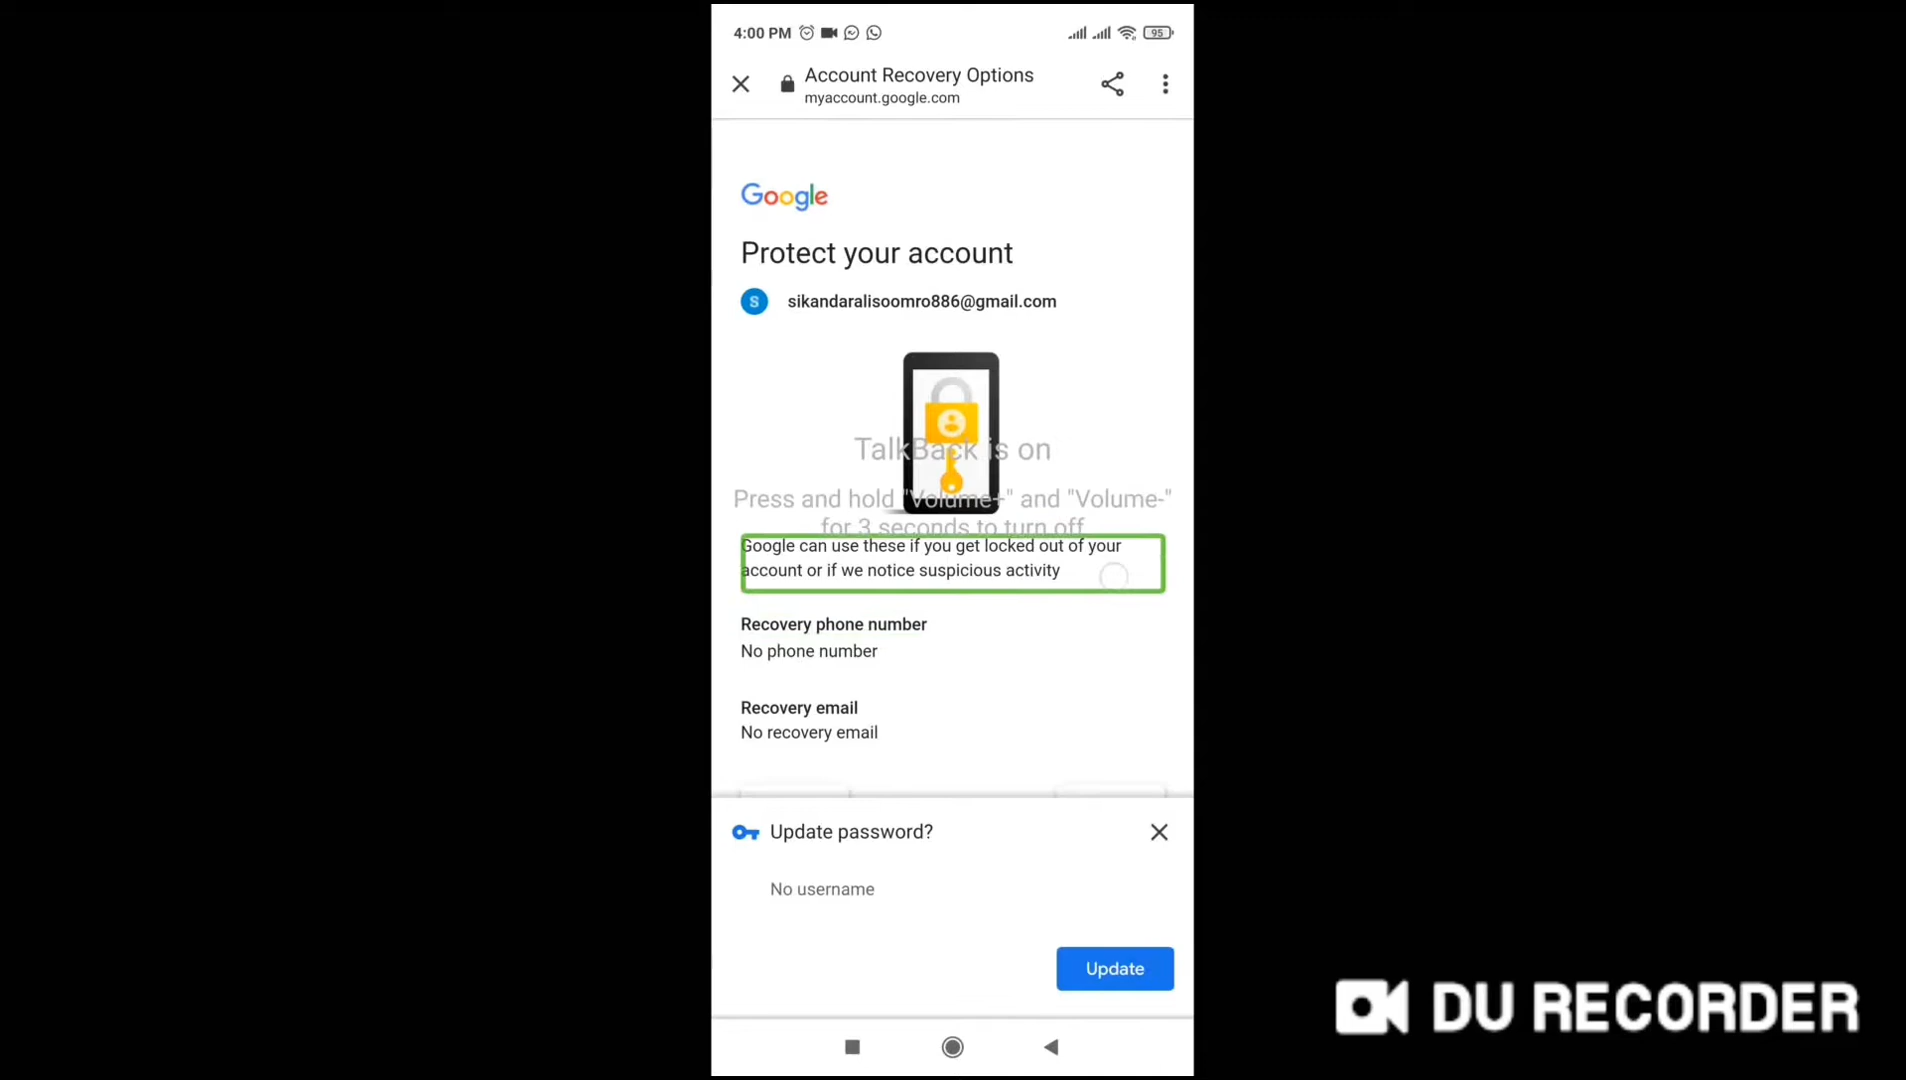 4:00 PM
95
Account Recovery Options
myaccount.google.com
Google
Protect your account
S
sikandaralisoomro886@gmail.com
TalkBack is on
Press and hold "Volume+" and "Volume-"
for 3 seconds to turn off
Google can use these if you get locked out of your
account or if we notice suspicious activity
Recovery phone number
No phone number
Recovery email
No recovery email
Update password?
No username
Update
DU RECORDER